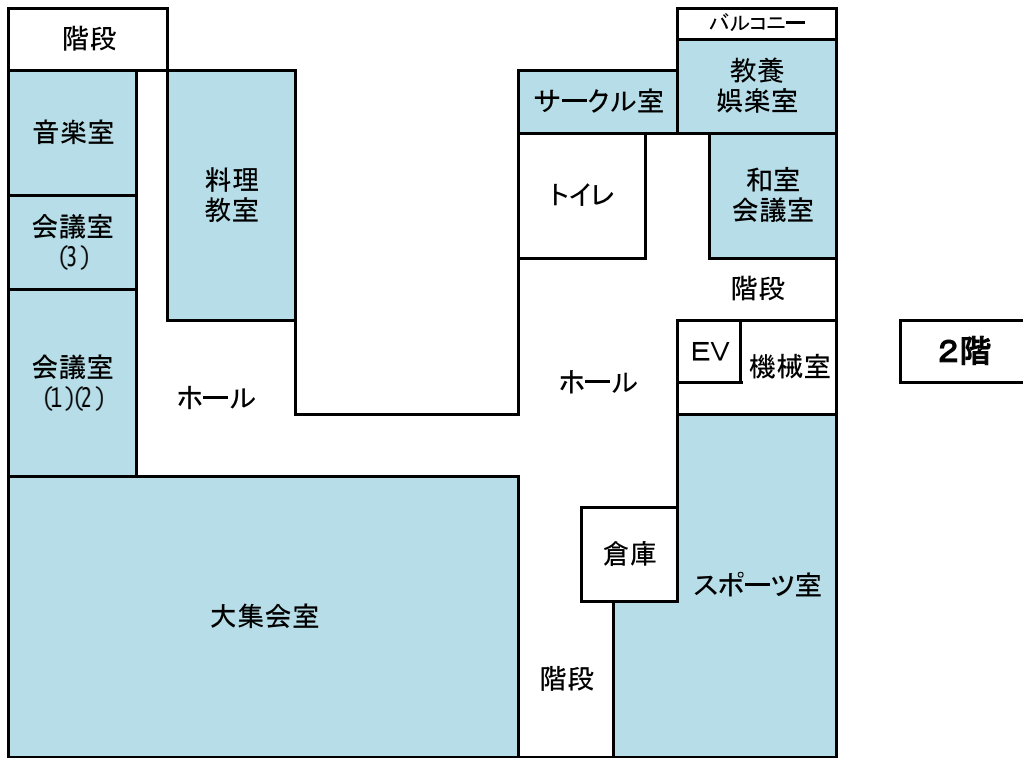 階段
バルコニー
教養
娯楽室
サークル室
音楽室
料理
教室
トイレ
和室
会議室
会議室
(3)
階段
会議室
(1)(2)
ホール
ホール
EV
機械室
2階
倉庫
スポーツ室
大集会室
階段